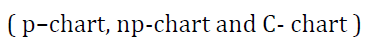 ( p–chart, np-chart and C- chart )